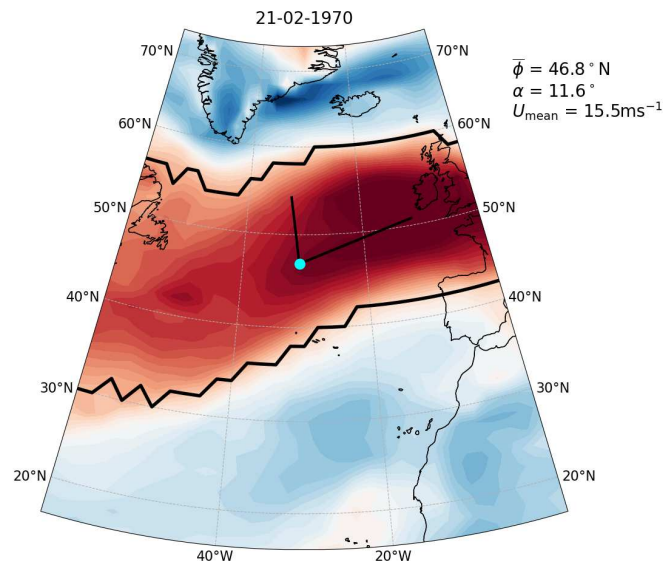 21-02-1970
70°N 70°N
ϕ̅ = 46.8°N
α = 11.6°
U_mean = 15.5ms⁻¹
60°N 60°N
50°N 50°N
40°N 40°N
30°N 30°N
20°N 20°N
40°W 20°W